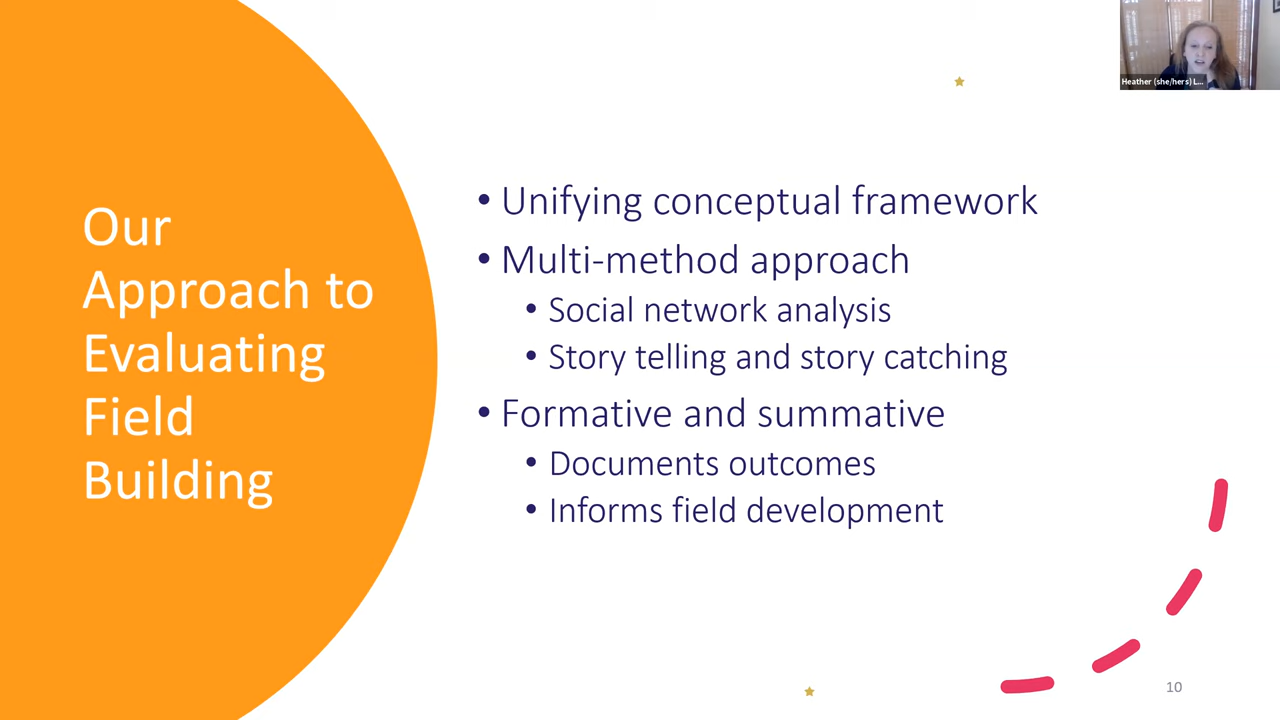 Heather (she/hers) L...
Our
Approach to
Evaluating
Field
Building
• Unifying conceptual framework
• Multi-method approach
• Social network analysis
• Story telling and story catching
• Formative and summative
• Documents outcomes
• Informs field development
10